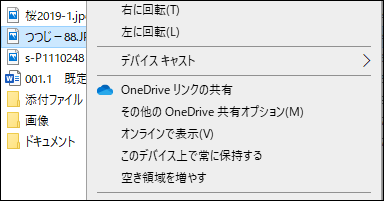 桜2019-1.jp
つつじ－88.JP
s-P1110248
001.1 既定
添付ファイル
画像
ドキュメント
右に回転(T)
左に回転(L)
デバイス キャスト
OneDrive リンクの共有
その他の OneDrive 共有オプション(M)
オンラインで表示(V)
このデバイス上で常に保持する
空き領域を増やす